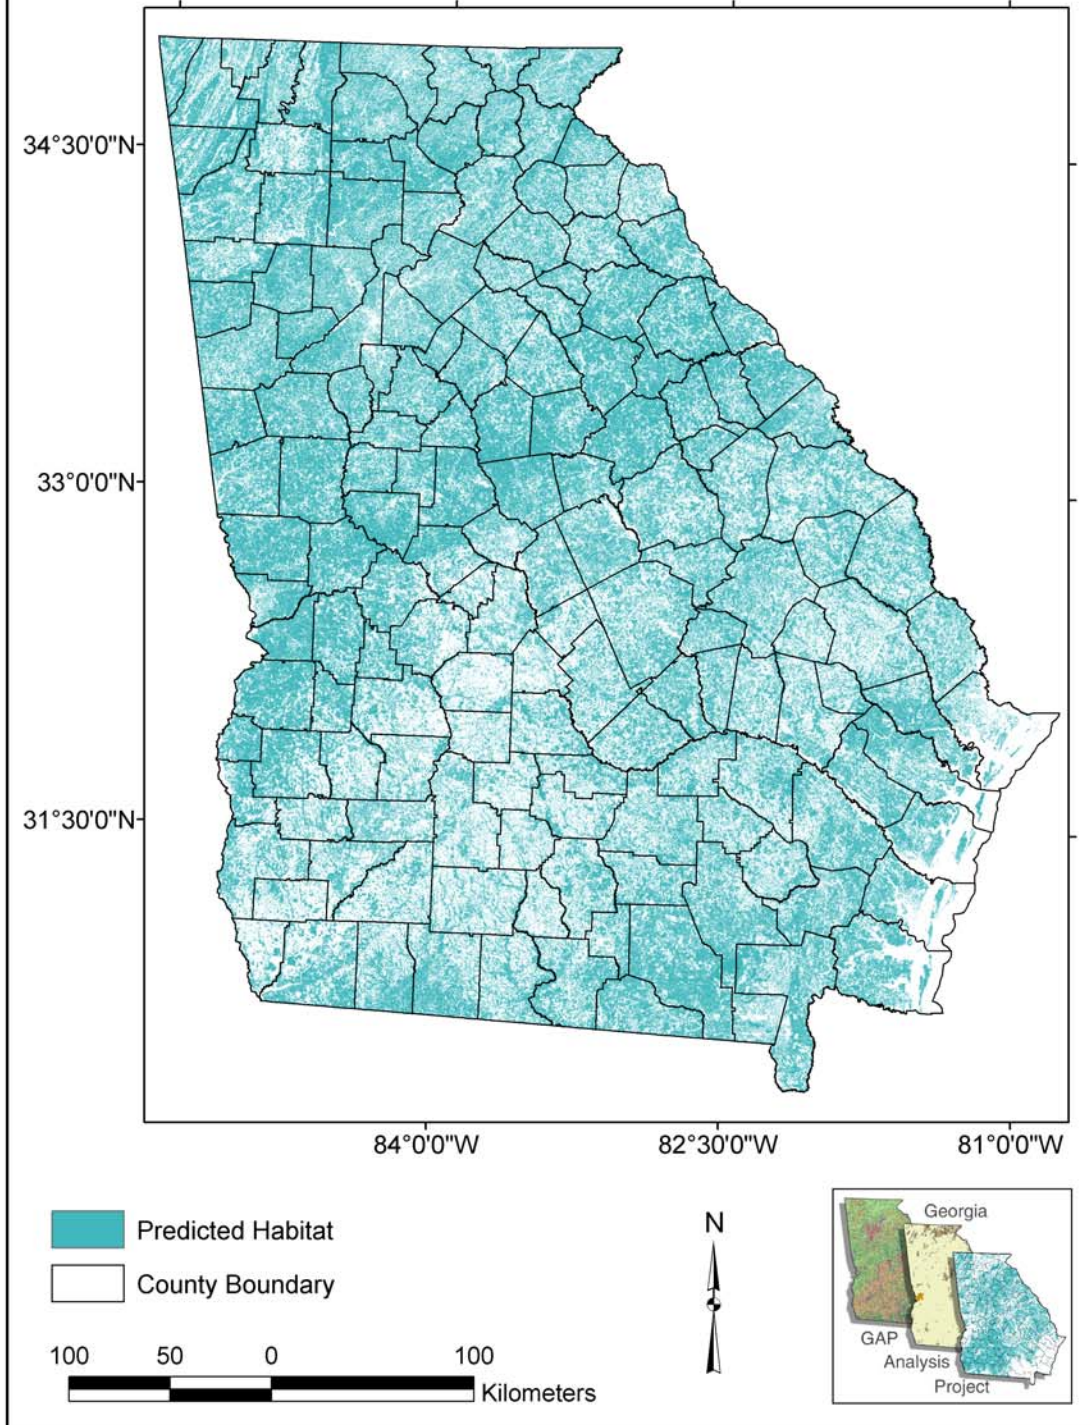 34°30'0"N
33°0'0"N
31°30'0"N
84°0'0"W 82°30'0"W 81°0'0"W
Predicted Habitat
County Boundary
100 50 0 100
Kilometers
N
Georgia
GAP
Analysis
Project